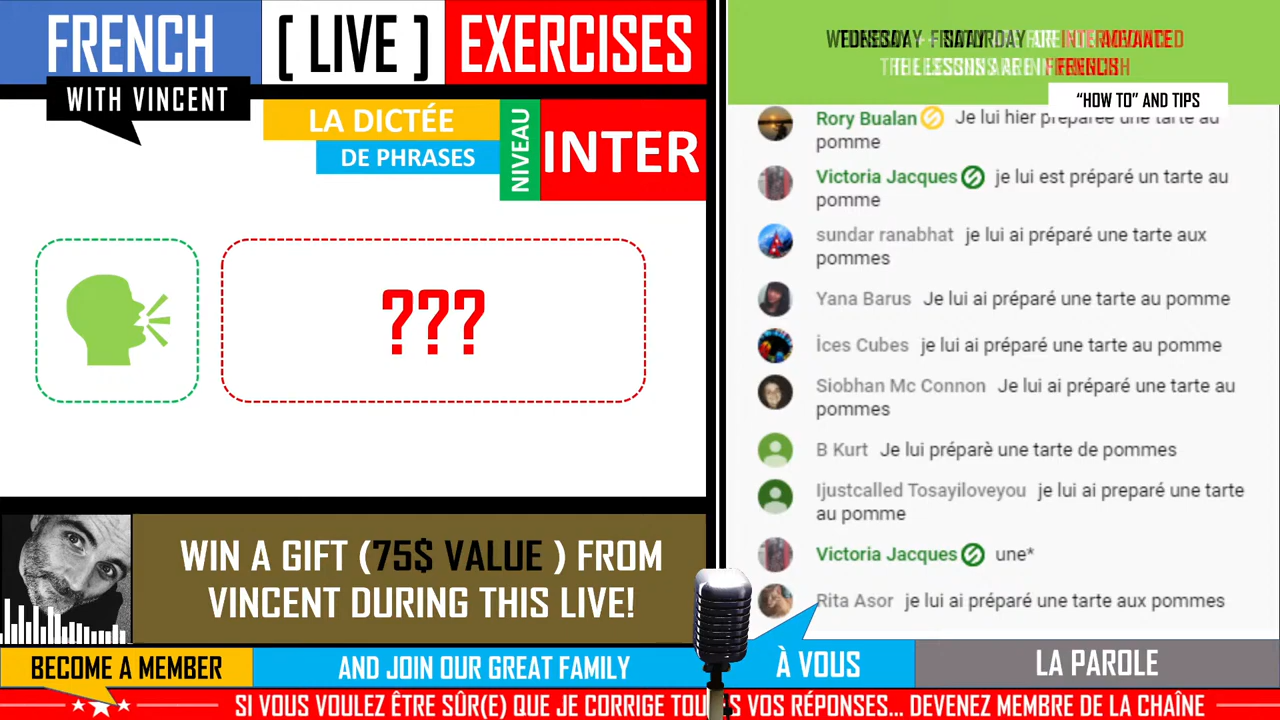 FRENCH [ LIVE ] EXERCISES
WITH VINCENT
LA DICTÉE
DE PHRASES
NIVEAU
INTER
???
WIN A GIFT (75$ VALUE ) FROM
VINCENT DURING THIS LIVE!
BECOME A MEMBER
AND JOIN OUR GREAT FAMILY
"HOW TO" AND TIPS
Rory Bualan Je lui hier préparée une tarte au
pomme
Victoria Jacques je lui est préparé un tarte au
pomme
sundar ranabhat je lui ai préparé une tarte aux
pommes
Yana Barus Je lui ai préparé une tarte au pomme
İces Cubes je lui ai préparé une tarte au pomme
Siobhan Mc Connon Je lui ai préparé une tarte au
pommes
B Kurt Je lui préparè une tarte de pommes
Ijustcalled Tosayiloveyou je lui ai preparé une tarte
au pomme
Victoria Jacques une*
Rita Asor je lui ai préparé une tarte aux pommes
À VOUS
LA PAROLE
SI VOUS VOULEZ ÊTRE SÛR(E) QUE JE CORRIGE TOUTES VOS RÉPONSES... DEVENEZ MEMBRE DE LA CHAÎNE